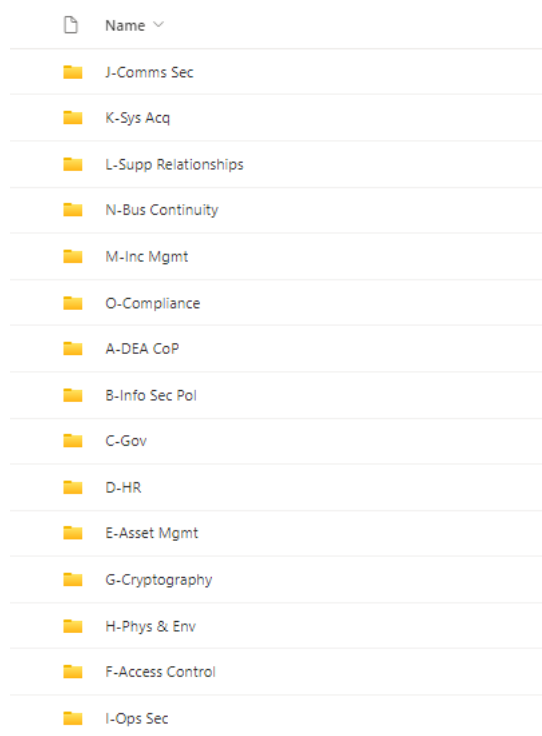 Name
J-Comms Sec
K-Sys Acq
L-Supp Relationships
N-Bus Continuity
M-Inc Mgmt
O-Compliance
A-DEA CoP
B-Info Sec Pol
C-Gov
D-HR
E-Asset Mgmt
G-Cryptography
H-Phys & Env
F-Access Control
I-Ops Sec